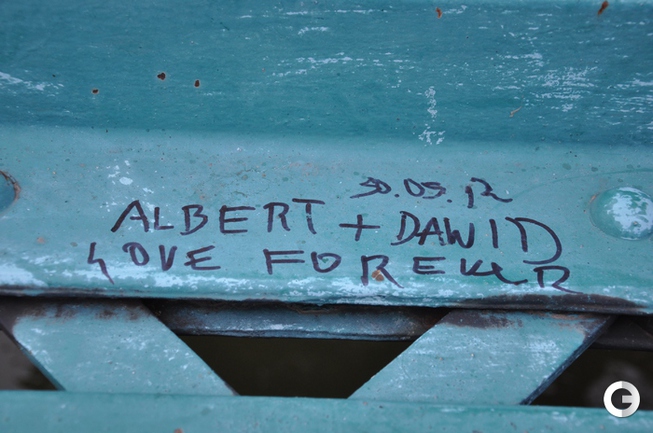 30.05.12
ALBERT + DAWID
LOVE FOREVER